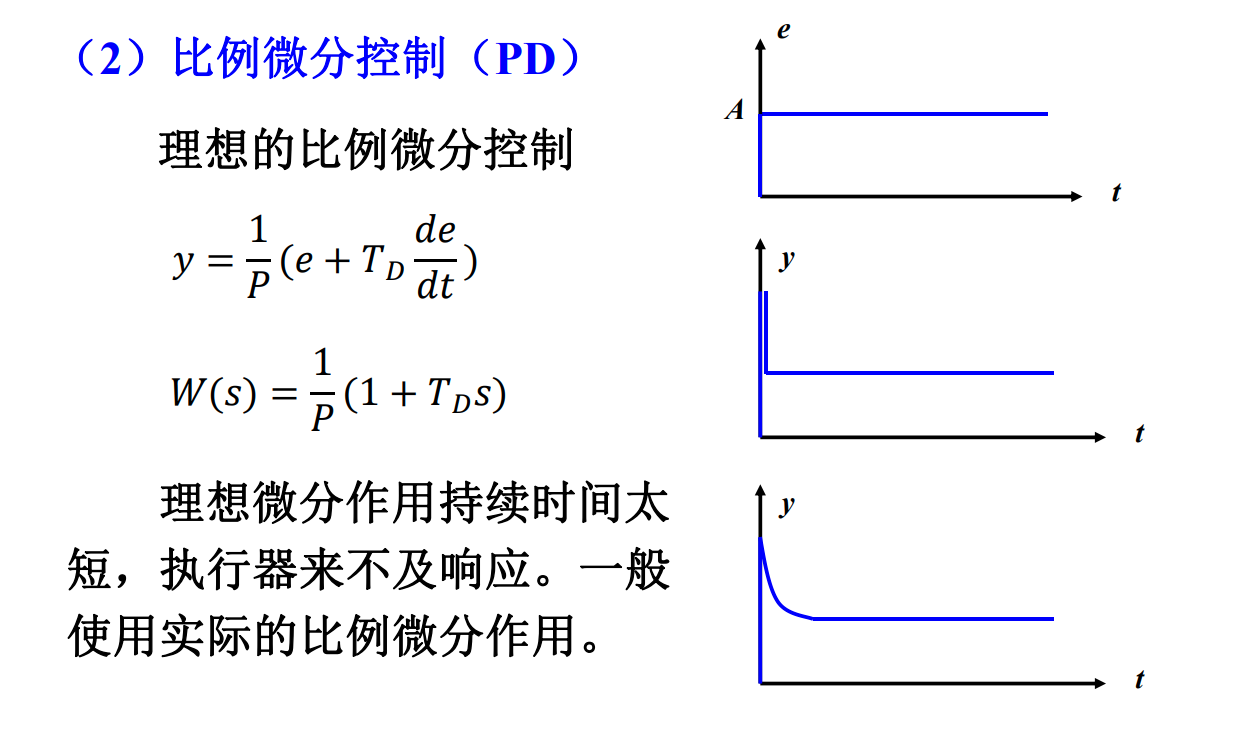 （2）比例微分控制（PD）
理想的比例微分控制
y = 1/P (e + T_D de/dt)
W(s) = 1/P (1 + T_D s)
理想微分作用持续时间太
短，执行器来不及响应。一般
使用实际的比例微分作用。
e
A
t
y
t
y
t